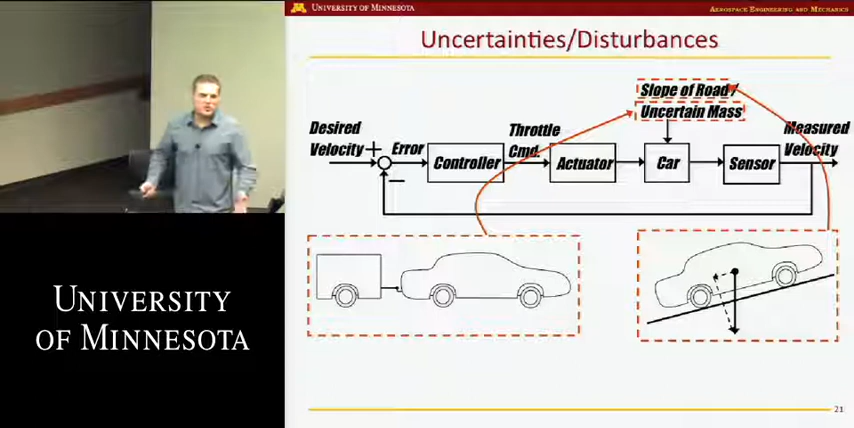 UNIVERSITY OF MINNESOTA
AEROSPACE ENGINEERING AND MECHANICS
Uncertainties/Disturbances
Slope of Road /
Uncertain Mass
Desired
Velocity
+
Error
Throttle
Cmd.
Measured
Velocity
Controller
Actuator
Car
Sensor
−
UNIVERSITY
OF MINNESOTA
21